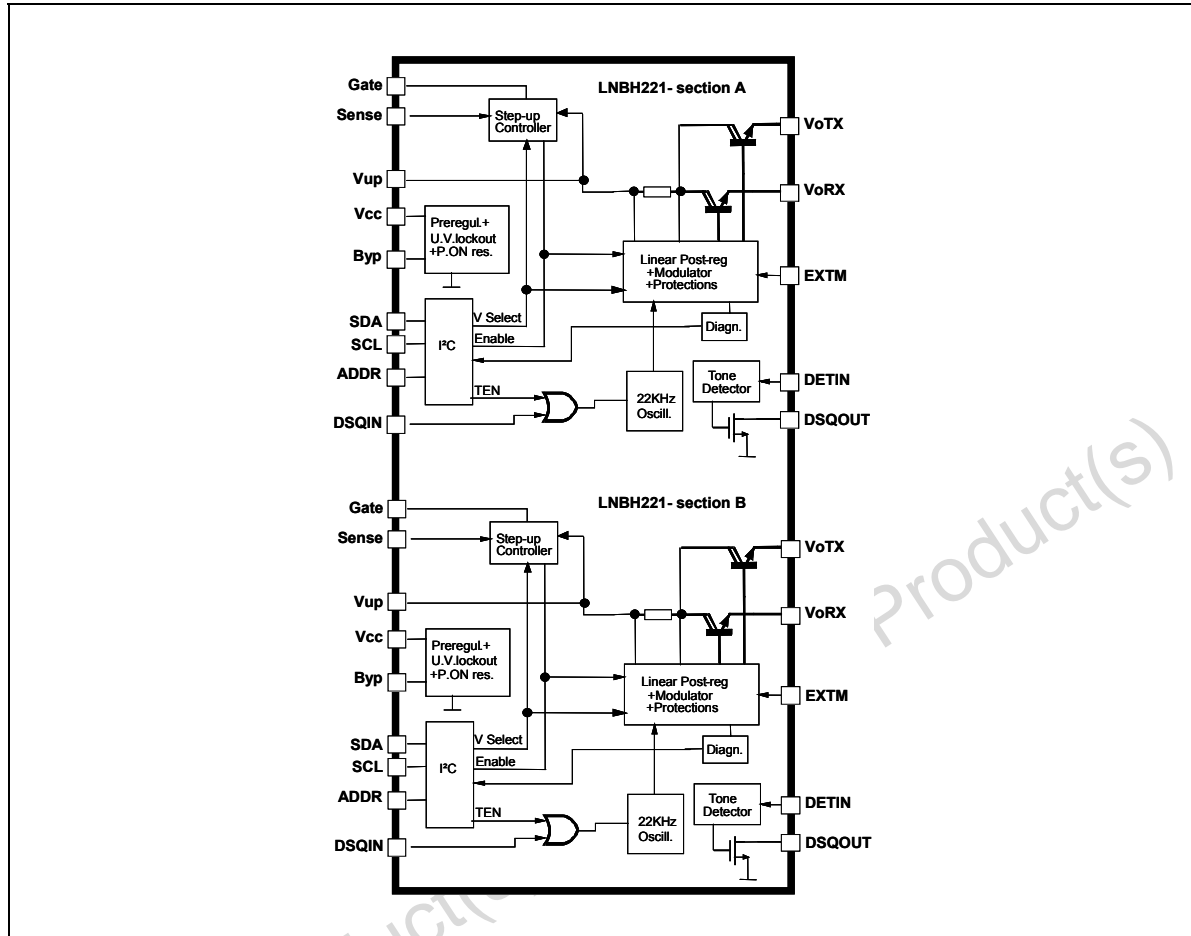 LNBH221- section A
Gate
Sense
Step-up
Controller
VoTX
Vup
VoRX
Vcc
Byp
Preregul.+
U.V.lockout
+P.ON res.
Linear Post-reg
+Modulator
+Protections
EXTM
SDA
SCL
ADDR
I²C
V Select
Enable
TEN
Diagn.
DSQIN
22KHz
Oscill.
Tone
Detector
DETIN
DSQOUT
LNBH221- section B
Gate
Sense
Step-up
Controller
VoTX
Vup
VoRX
Vcc
Byp
Preregul.+
U.V.lockout
+P.ON res.
Linear Post-reg
+Modulator
+Protections
EXTM
SDA
SCL
ADDR
I²C
V Select
Enable
TEN
Diagn.
DSQIN
22KHz
Oscill.
Tone
Detector
DETIN
DSQOUT
Product(s)